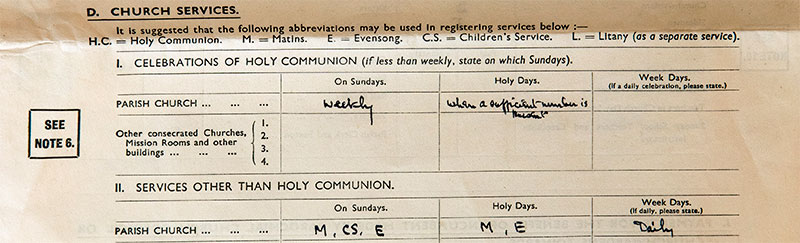 D. CHURCH SERVICES.
It is suggested that the following abbreviations may be used in registering services below :—
H.C. = Holy Communion. M. = Matins. E. = Evensong. C.S. = Children's Service. L. = Litany (as a separate service).
I. CELEBRATIONS OF HOLY COMMUNION (if less than weekly, state on which Sundays).
On Sundays. Holy Days. Week Days.
(If a daily celebration, please state.)
PARISH CHURCH ... ... ... weekly when a sufficient number is
present
SEE
NOTE 6.
Other consecrated Churches,
Mission Rooms and other
buildings ... ... ...
1.
2.
3.
4.
II. SERVICES OTHER THAN HOLY COMMUNION.
On Sundays. Holy Days. Week Days.
(If daily, please state.)
PARISH CHURCH ... ... ... M, CS, E M, E Daily